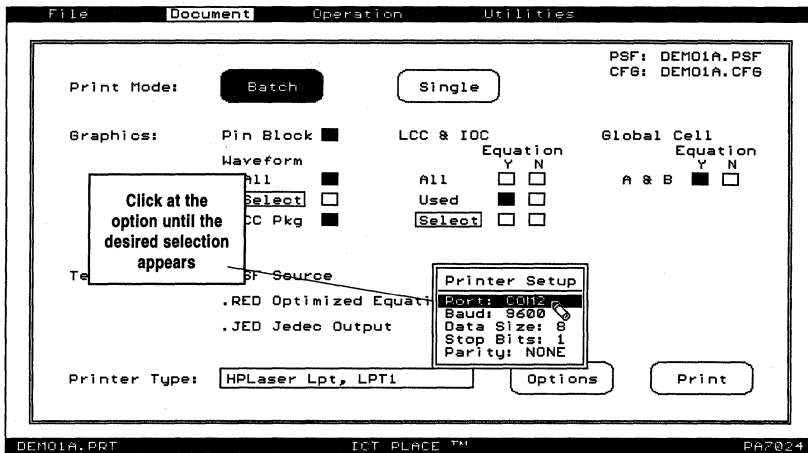 File Document Operation Utilities
PSF: DEMO1A.PSF
CFG: DEMO1A.CFG
Print Mode: Batch Single
Graphics: Pin Block LCC & IOC Global Cell
Waveform Equation Equation
Y N Y N
All All A & B
Select Used
CC Pkg Select
Click at the
option until the
desired selection
appears
Te SF Source
.RED Optimized Equati
.JED Jedec Output
Printer Setup
Port: COM2
Baud: 9600
Data Size: 8
Stop Bits: 1
Parity: NONE
Printer Type: HPLaser Lpt, LPT1 Options Print
DEMO1A.PRT ICT PLACE ™ PA7024